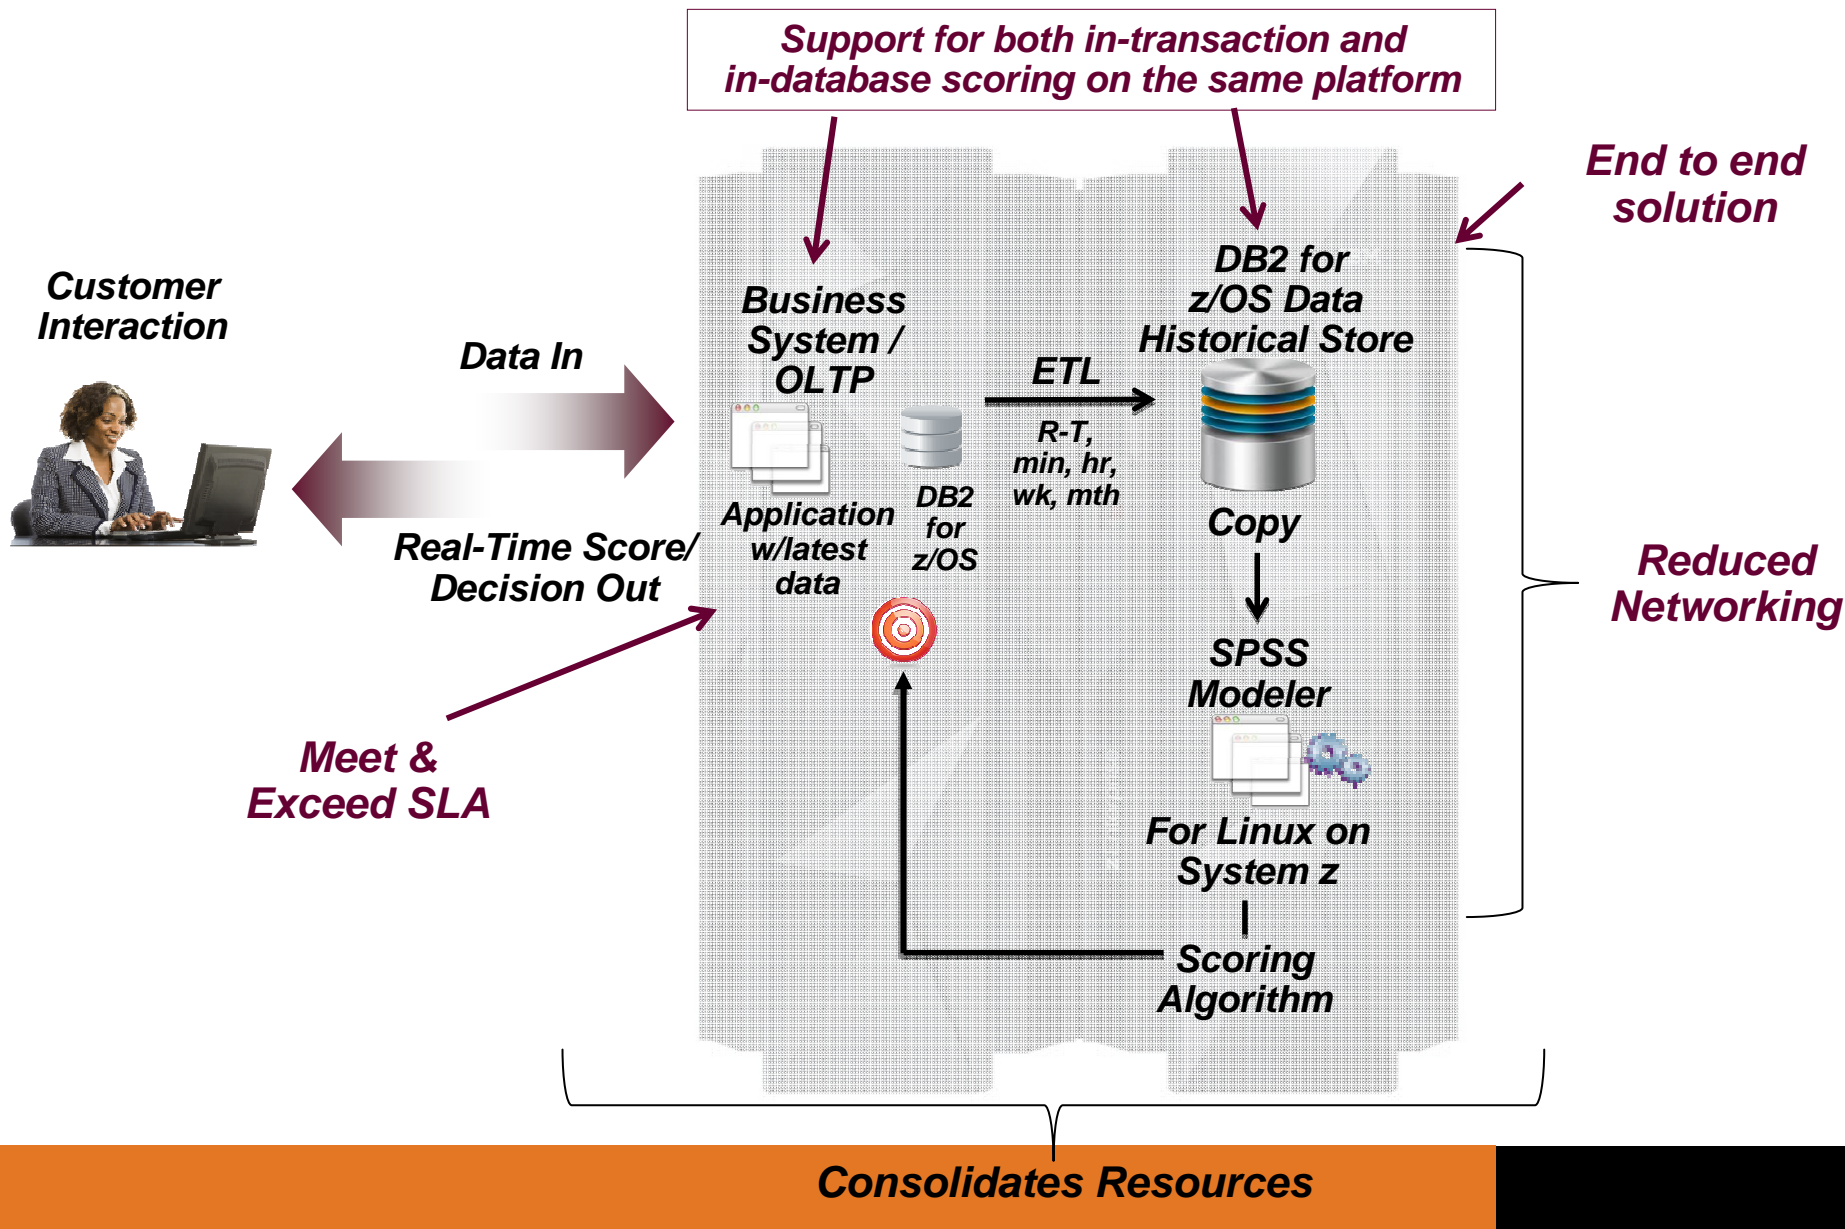 Support for both in-transaction and
in-database scoring on the same platform
End to end
solution
Customer
Interaction
Data In
Real-Time Score/
Decision Out
Meet &
Exceed SLA
Business
System /
OLTP
Application
w/latest
data
DB2
for
z/OS
ETL
R-T,
min, hr,
wk, mth
DB2 for
z/OS Data
Historical Store
Copy
SPSS
Modeler
For Linux on
System z
Scoring
Algorithm
Reduced
Networking
Consolidates Resources